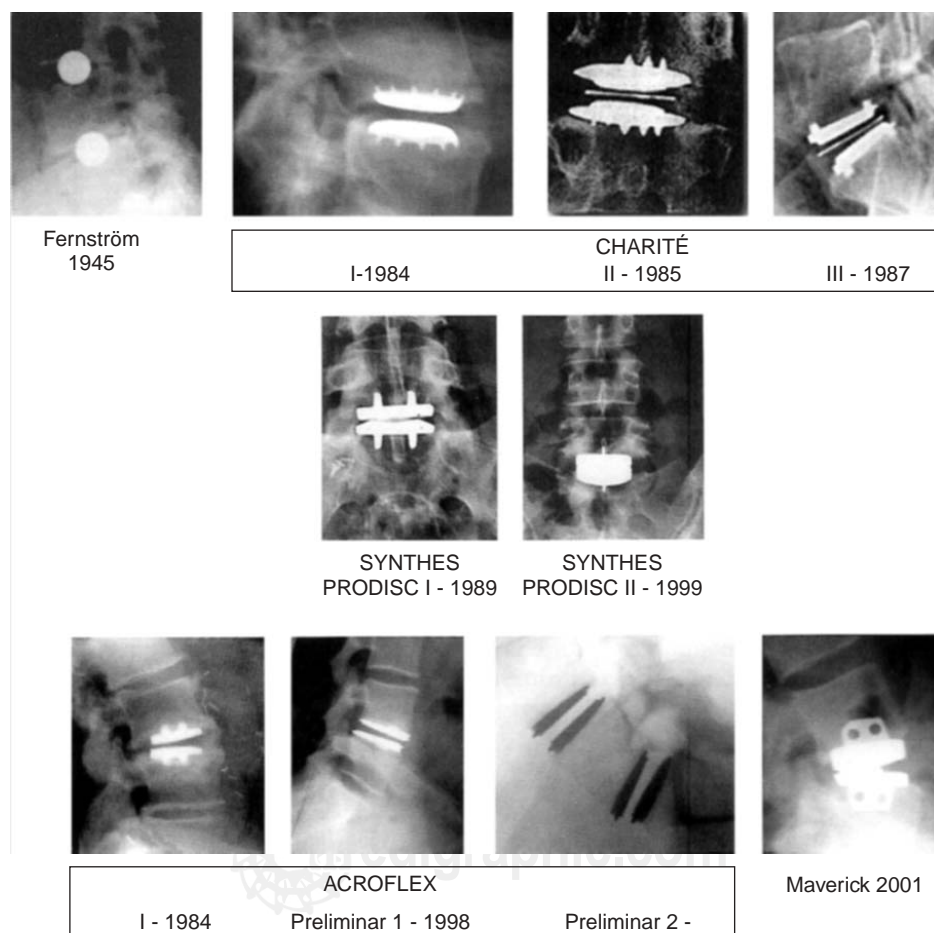 Fernström
1945
CHARITÉ
I-1984
II - 1985
III - 1987
SYNTHES
PRODISC I - 1989
SYNTHES
PRODISC II - 1999
ACROFLEX
I - 1984
Preliminar 1 - 1998
Preliminar 2 -
Maverick 2001